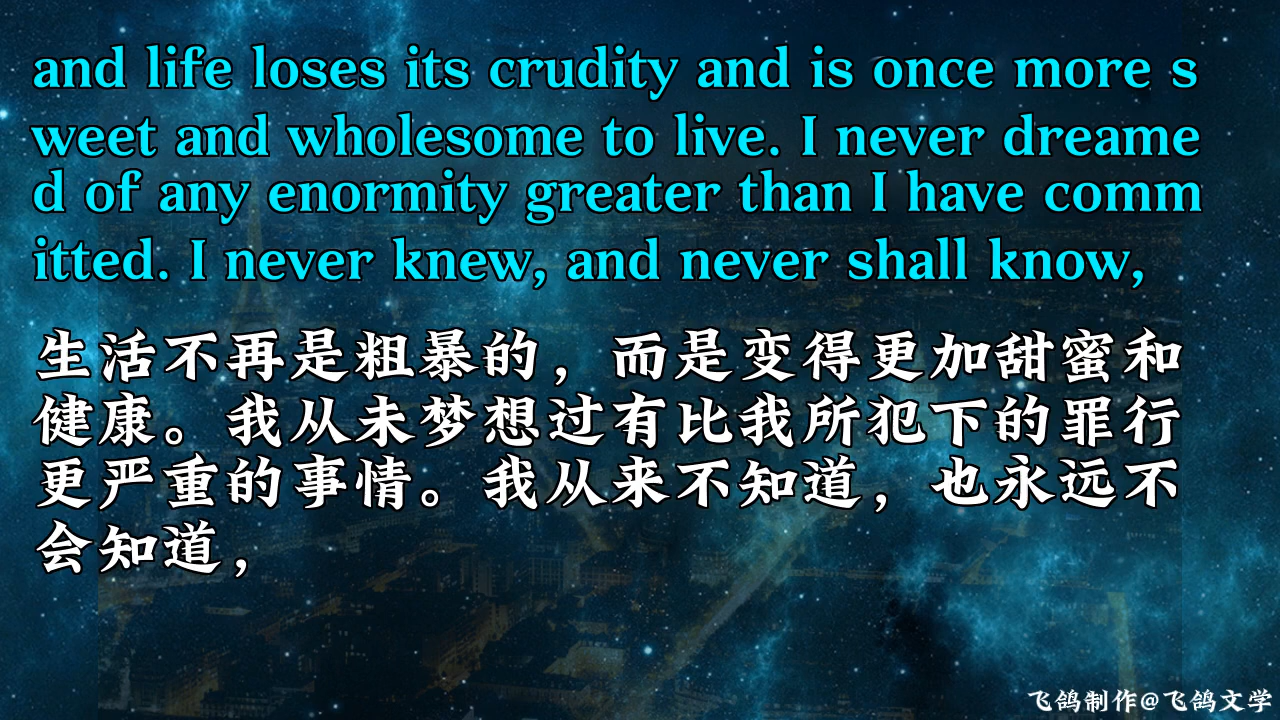 and life loses its crudity and is once more s
weet and wholesome to live. I never dreame
d of any enormity greater than I have comm
itted. I never knew, and never shall know,
生活不再是粗暴的，而是变得更加甜蜜和
健康。我从未梦想过有比我所犯下的罪行
更严重的事情。我从来不知道，也永远不
会知道，
飞鸽制作@飞鸽文学